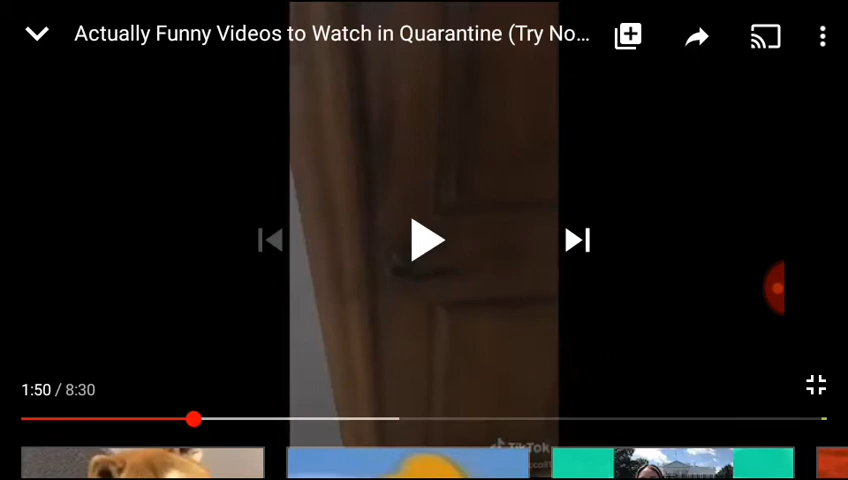 Actually Funny Videos to Watch in Quarantine (Try No...
1:50 / 8:30
TikTok